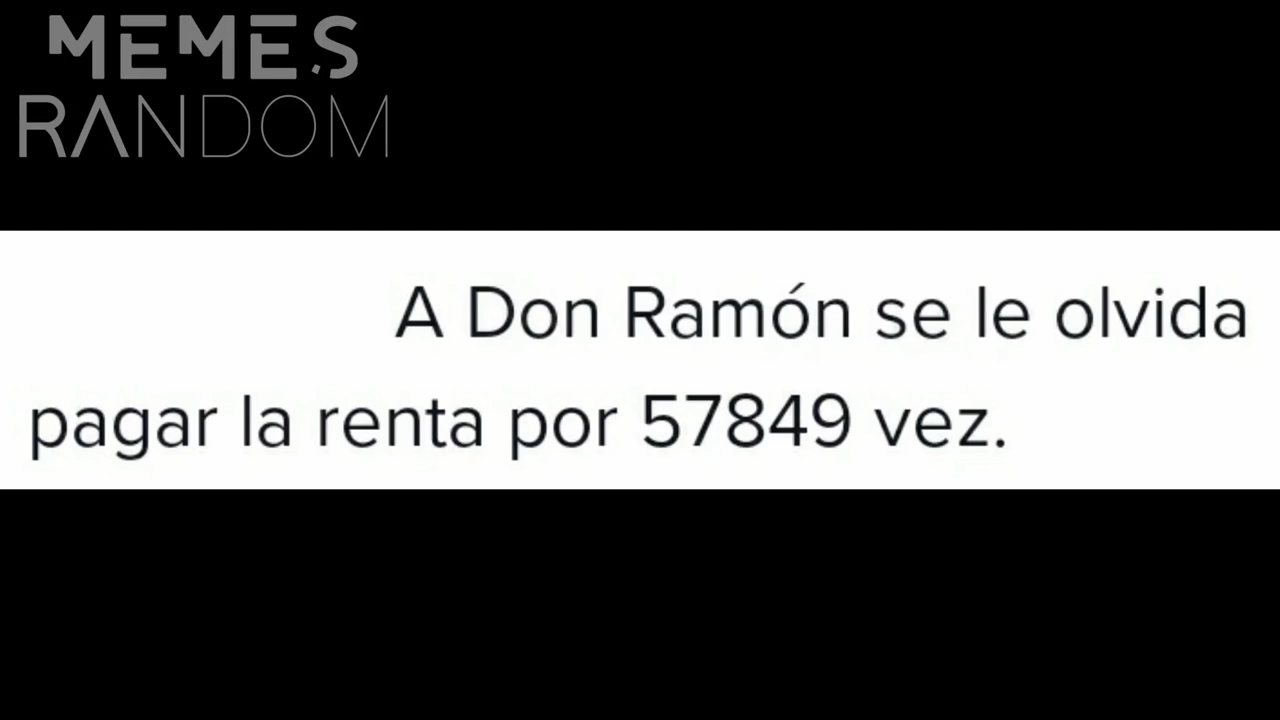 MEMES
RANDOM
A Don Ramón se le olvida
pagar la renta por 57849 vez.